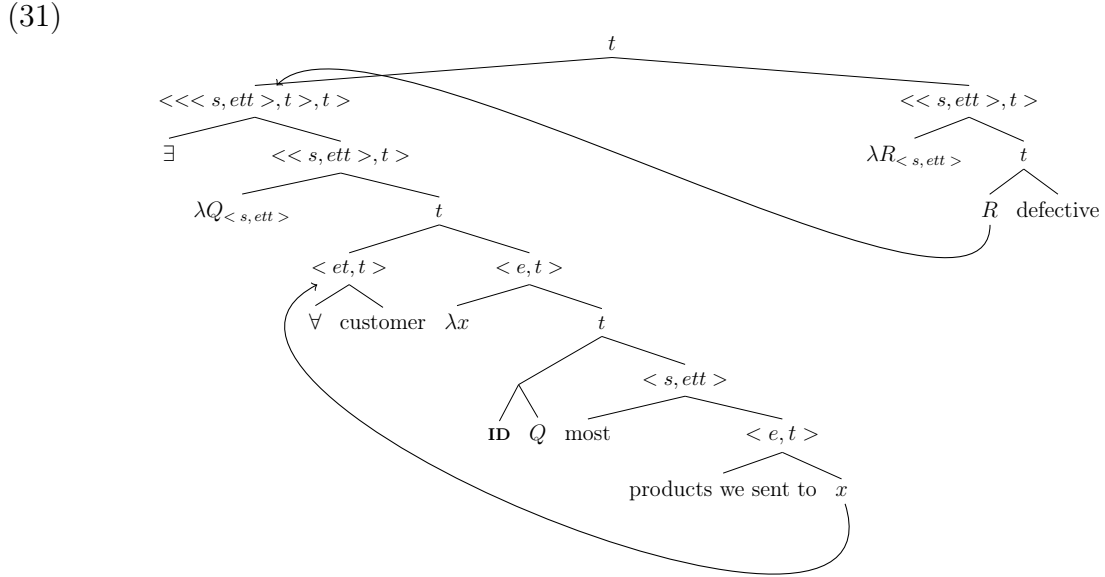 (31)
t
<<< s, ett >, t >, t >
<< s, ett >, t >
∃
<< s, ett >, t >
λR< s, ett >
t
λQ< s, ett >
t
R defective
< et, t >
< e, t >
∀ customer λx
t
< s, ett >
ID Q most
< e, t >
products we sent to x